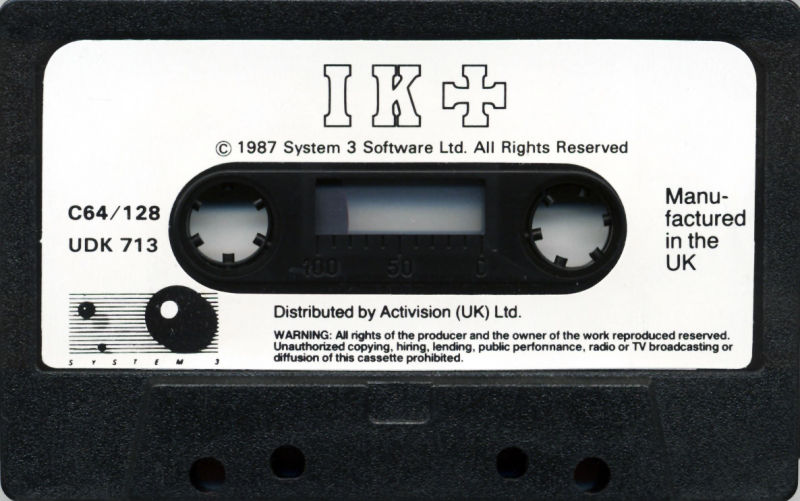 IK+
© 1987 System 3 Software Ltd. All Rights Reserved
C64/128
UDK 713
Manu-
factured
in the
UK
100 50 0
SYSTEM 3
Distributed by Activision (UK) Ltd.
WARNING: All rights of the producer and the owner of the work reproduced reserved.
Unauthorized copying, hiring, lending, public performance, radio or TV broadcasting or
diffusion of this cassette prohibited.